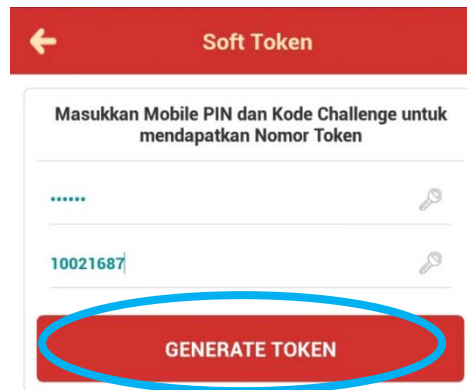 Soft Token
Masukkan Mobile PIN dan Kode Challenge untuk
mendapatkan Nomor Token
••••••
10021687
GENERATE TOKEN